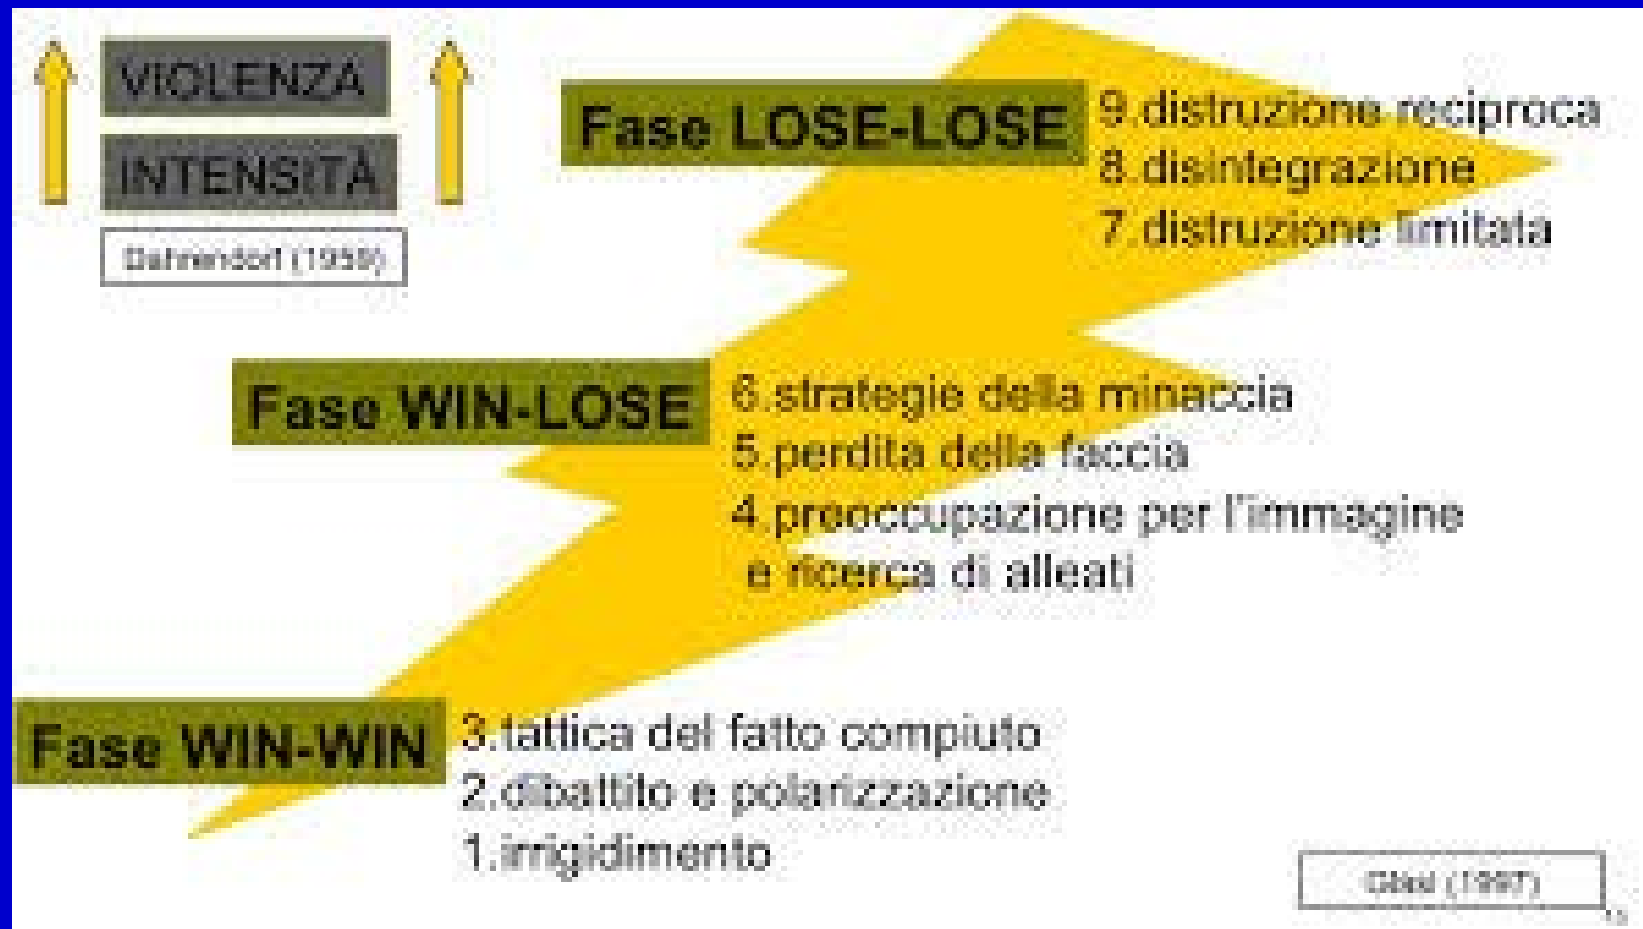 VIOLENZA
INTENSITÀ
Dahrendorf (1959)
Fase LOSE-LOSE
9.distruzione reciproca
8.disintegrazione
7.distruzione limitata
Fase WIN-LOSE
6.strategie della minaccia
5.perdita della faccia
4.preoccupazione per l'immagine
e ricerca di alleati
Fase WIN-WIN
3.tattica del fatto compiuto
2.dibattito e polarizzazione
1.irrigidimento
Glasl (1997)